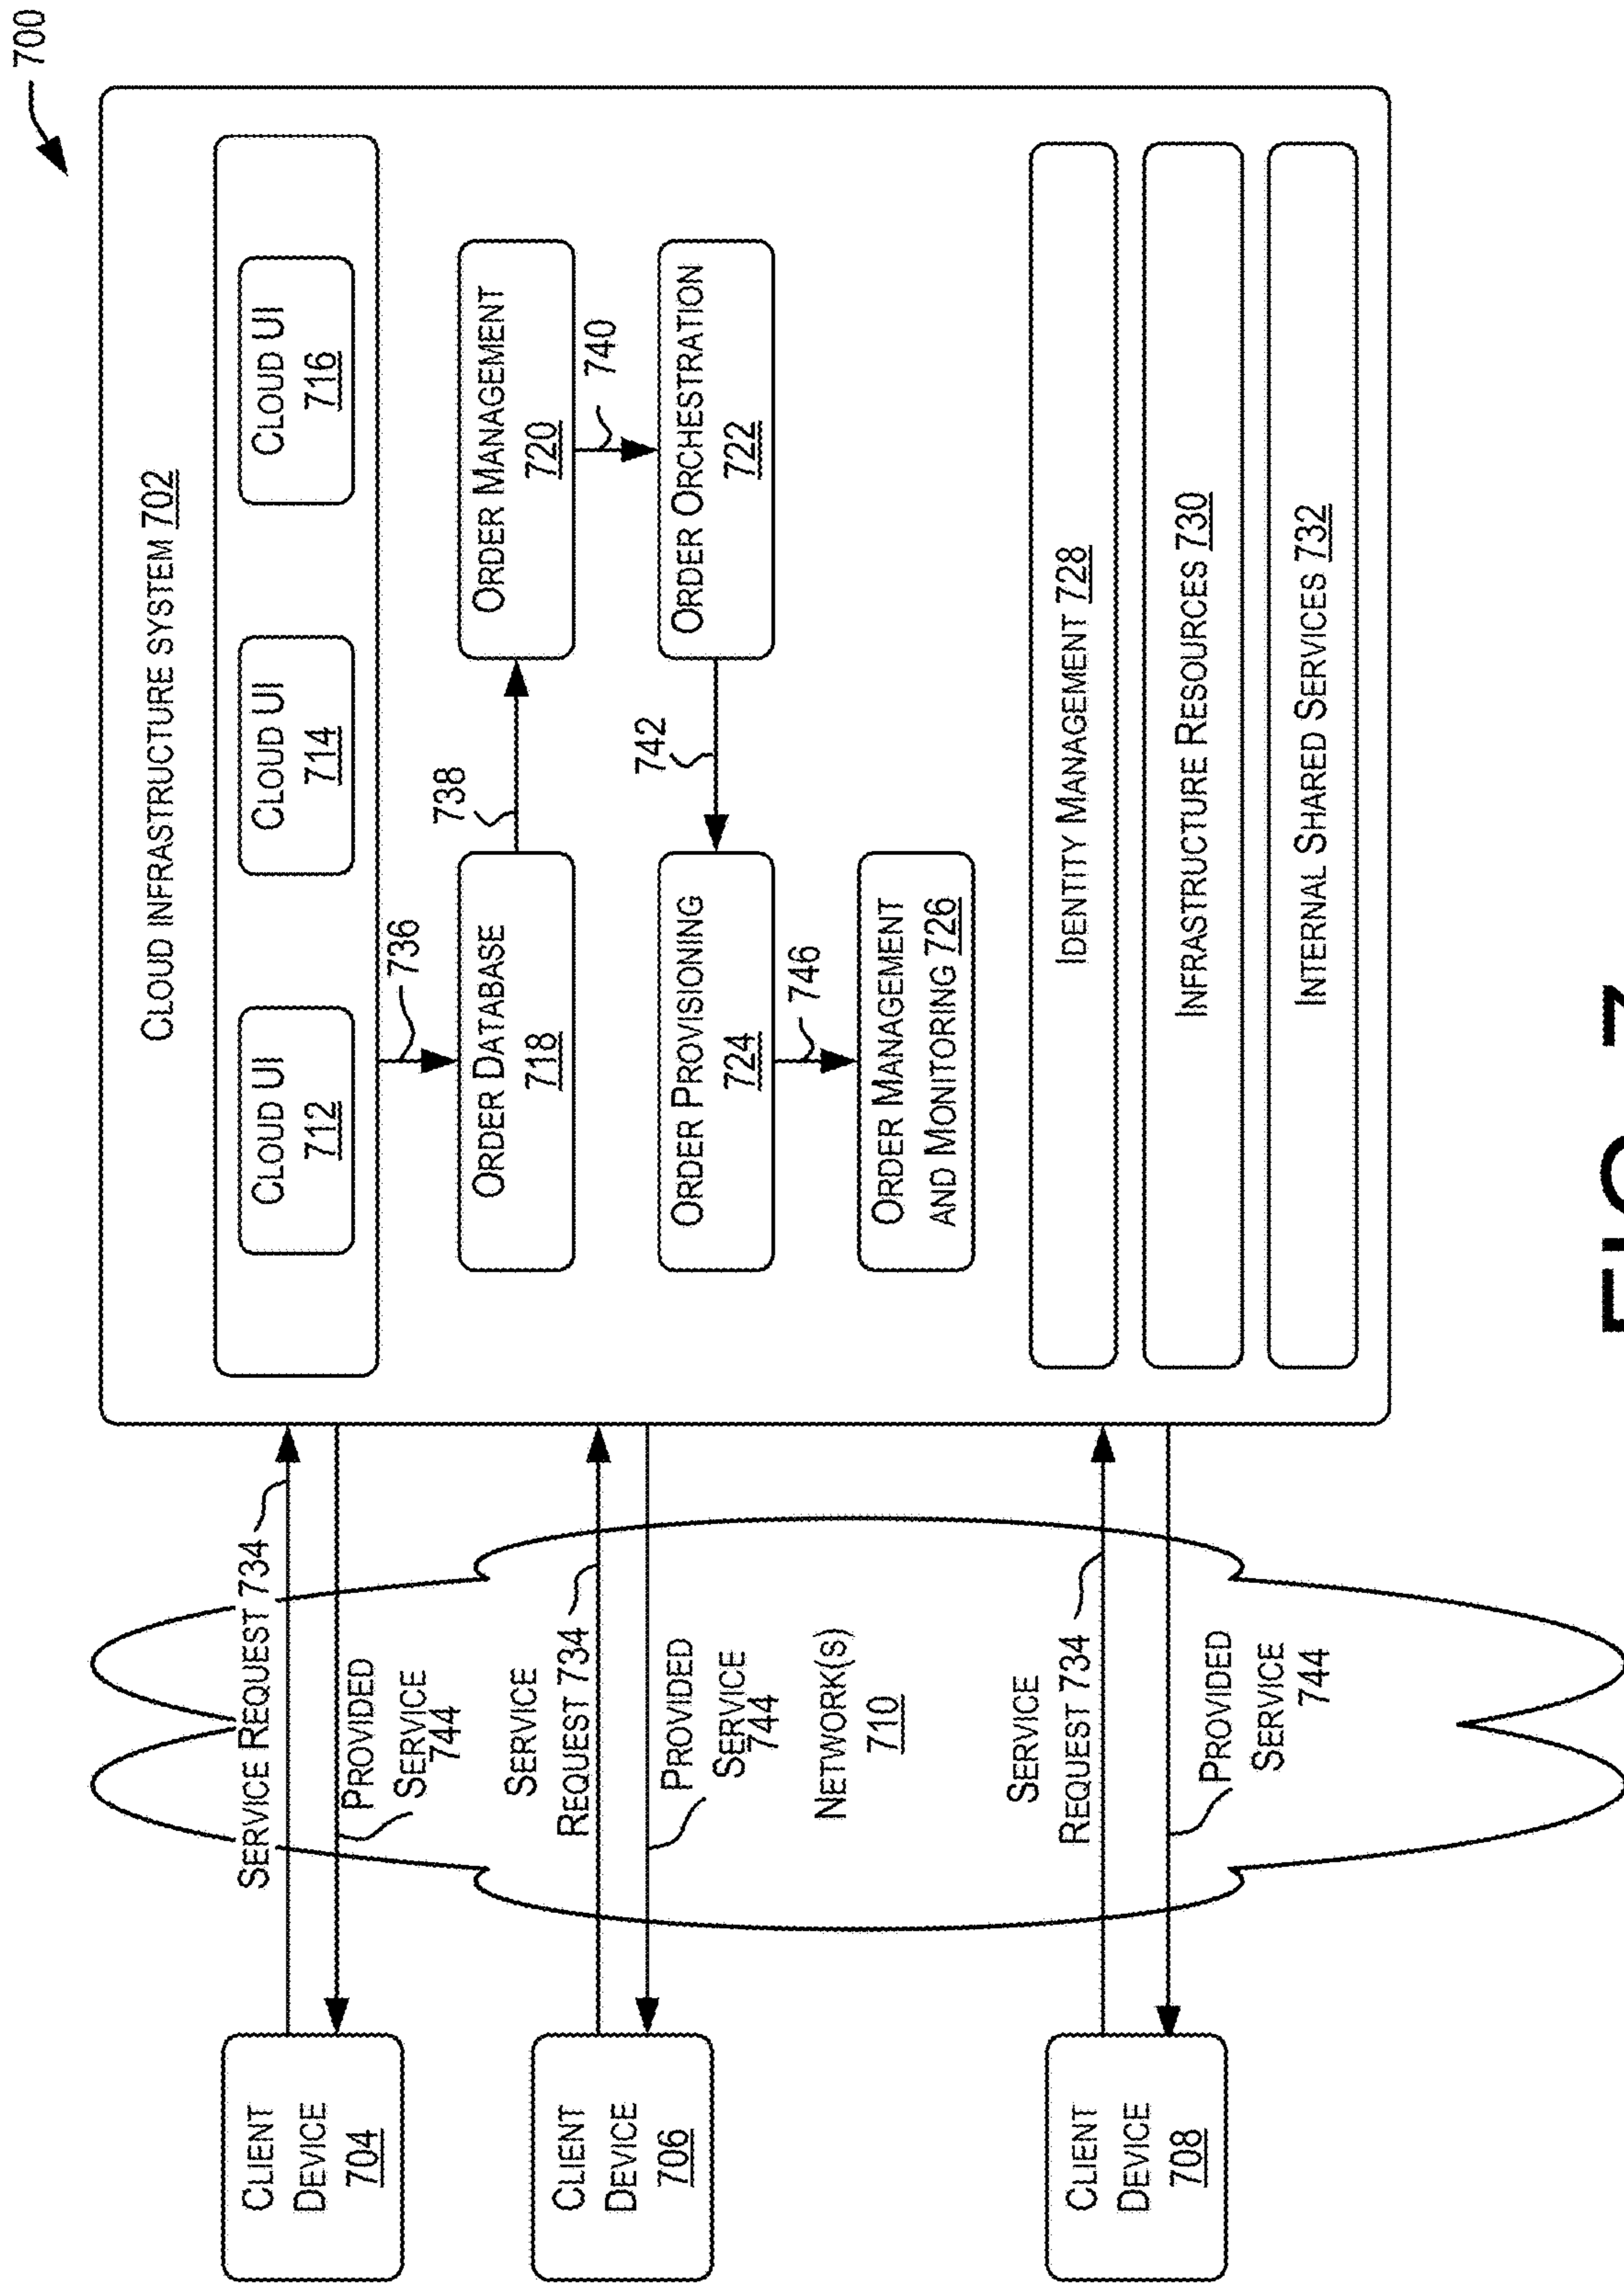 700
CLOUD INFRASTRUCTURE SYSTEM 702
CLOUD UI
712
CLOUD UI
714
CLOUD UI
716
736
ORDER DATABASE
718
738
ORDER MANAGEMENT
720
740
ORDER PROVISIONING
724
742
ORDER ORCHESTRATION
722
746
ORDER MANAGEMENT
AND MONITORING 726
IDENTITY MANAGEMENT 728
INFRASTRUCTURE RESOURCES 730
INTERNAL SHARED SERVICES 732
CLIENT
DEVICE
704
SERVICE REQUEST 734
PROVIDED
SERVICE
744
CLIENT
DEVICE
706
SERVICE
REQUEST 734
PROVIDED
SERVICE
744
NETWORK(S)
710
CLIENT
DEVICE
708
SERVICE
REQUEST 734
PROVIDED
SERVICE
744